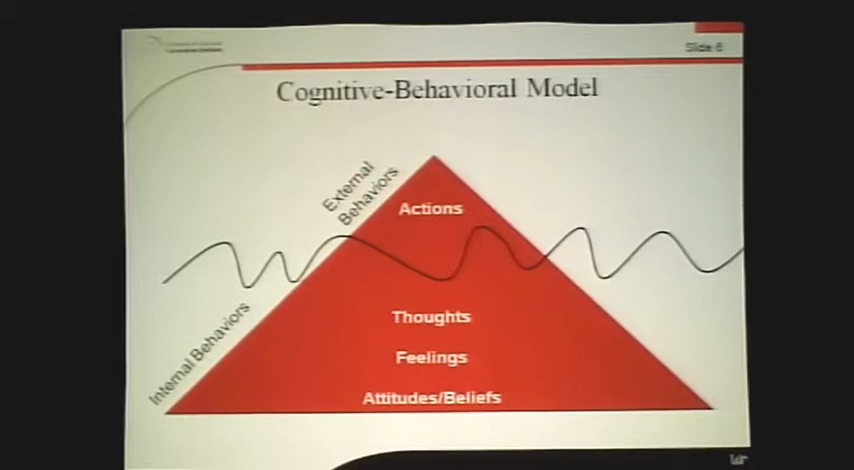 Slide 6
Cognitive-Behavioral Model
External
Behaviors
Actions
Internal Behaviors
Thoughts
Feelings
Attitudes/Beliefs